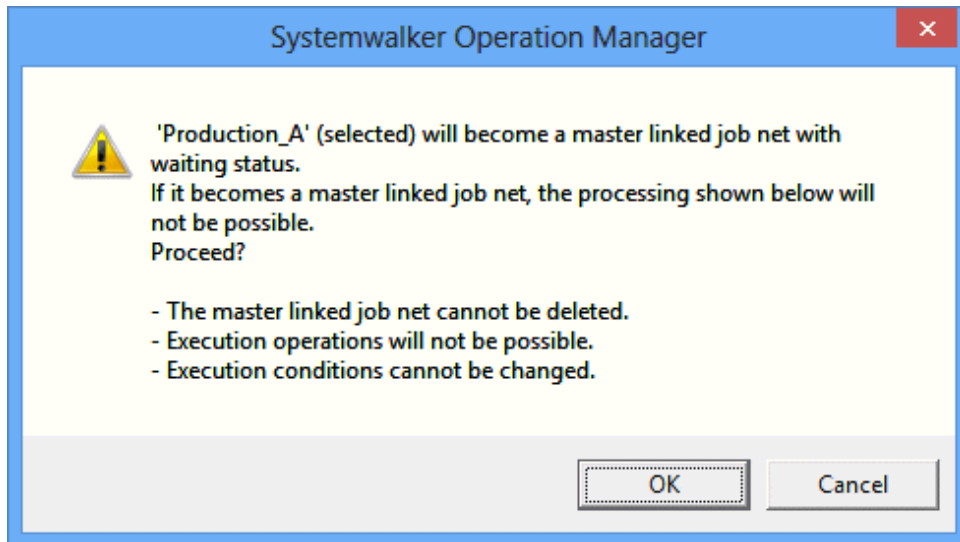 Systemwalker Operation Manager
'Production_A' (selected) will become a master linked job net with
waiting status.
If it becomes a master linked job net, the processing shown below will
not be possible.
Proceed?
- The master linked job net cannot be deleted.
- Execution operations will not be possible.
- Execution conditions cannot be changed.
OK
Cancel